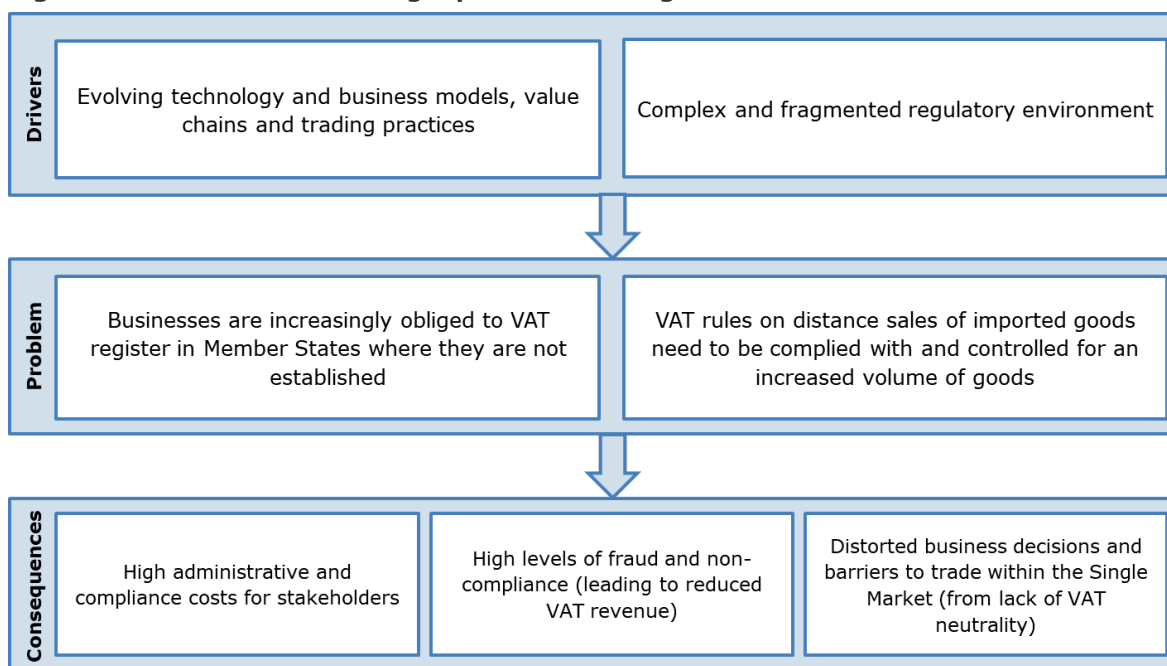 Drivers
Evolving technology and business models, value
chains and trading practices
Complex and fragmented regulatory environment
Problem
Businesses are increasingly obliged to VAT
register in Member States where they are not
established
VAT rules on distance sales of imported goods
need to be complied with and controlled for an
increased volume of goods
Consequences
High administrative and
compliance costs for stakeholders
High levels of fraud and non-
compliance (leading to reduced
VAT revenue)
Distorted business decisions and
barriers to trade within the Single
Market (from lack of VAT
neutrality)